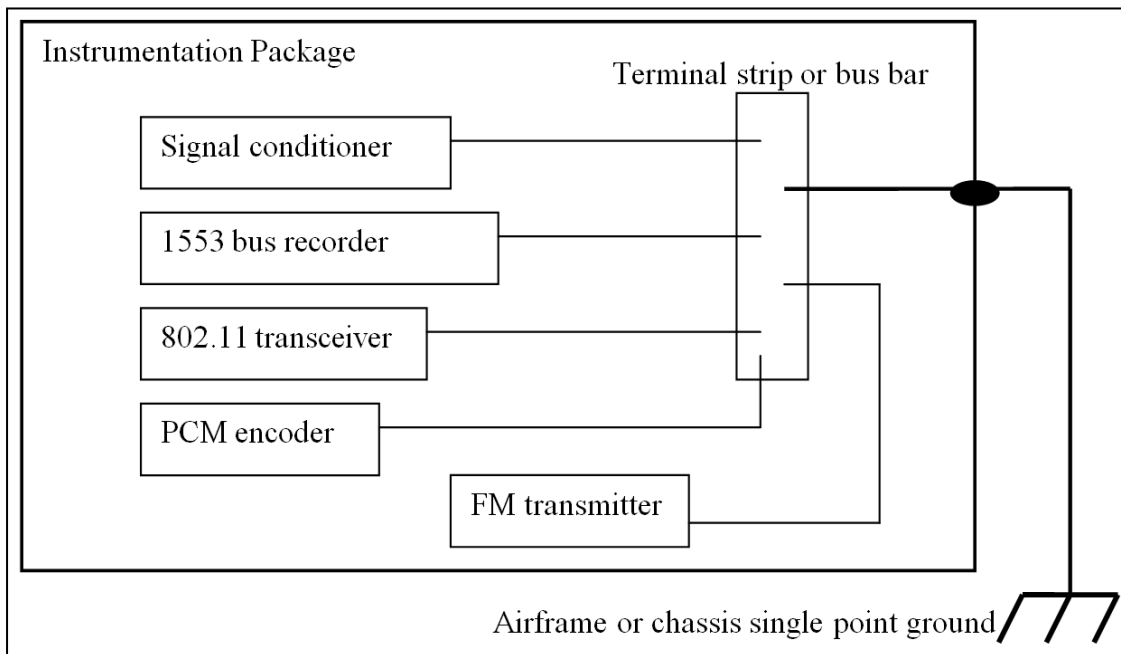 Instrumentation Package
Terminal strip or bus bar
Signal conditioner
1553 bus recorder
802.11 transceiver
PCM encoder
FM transmitter
Airframe or chassis single point ground